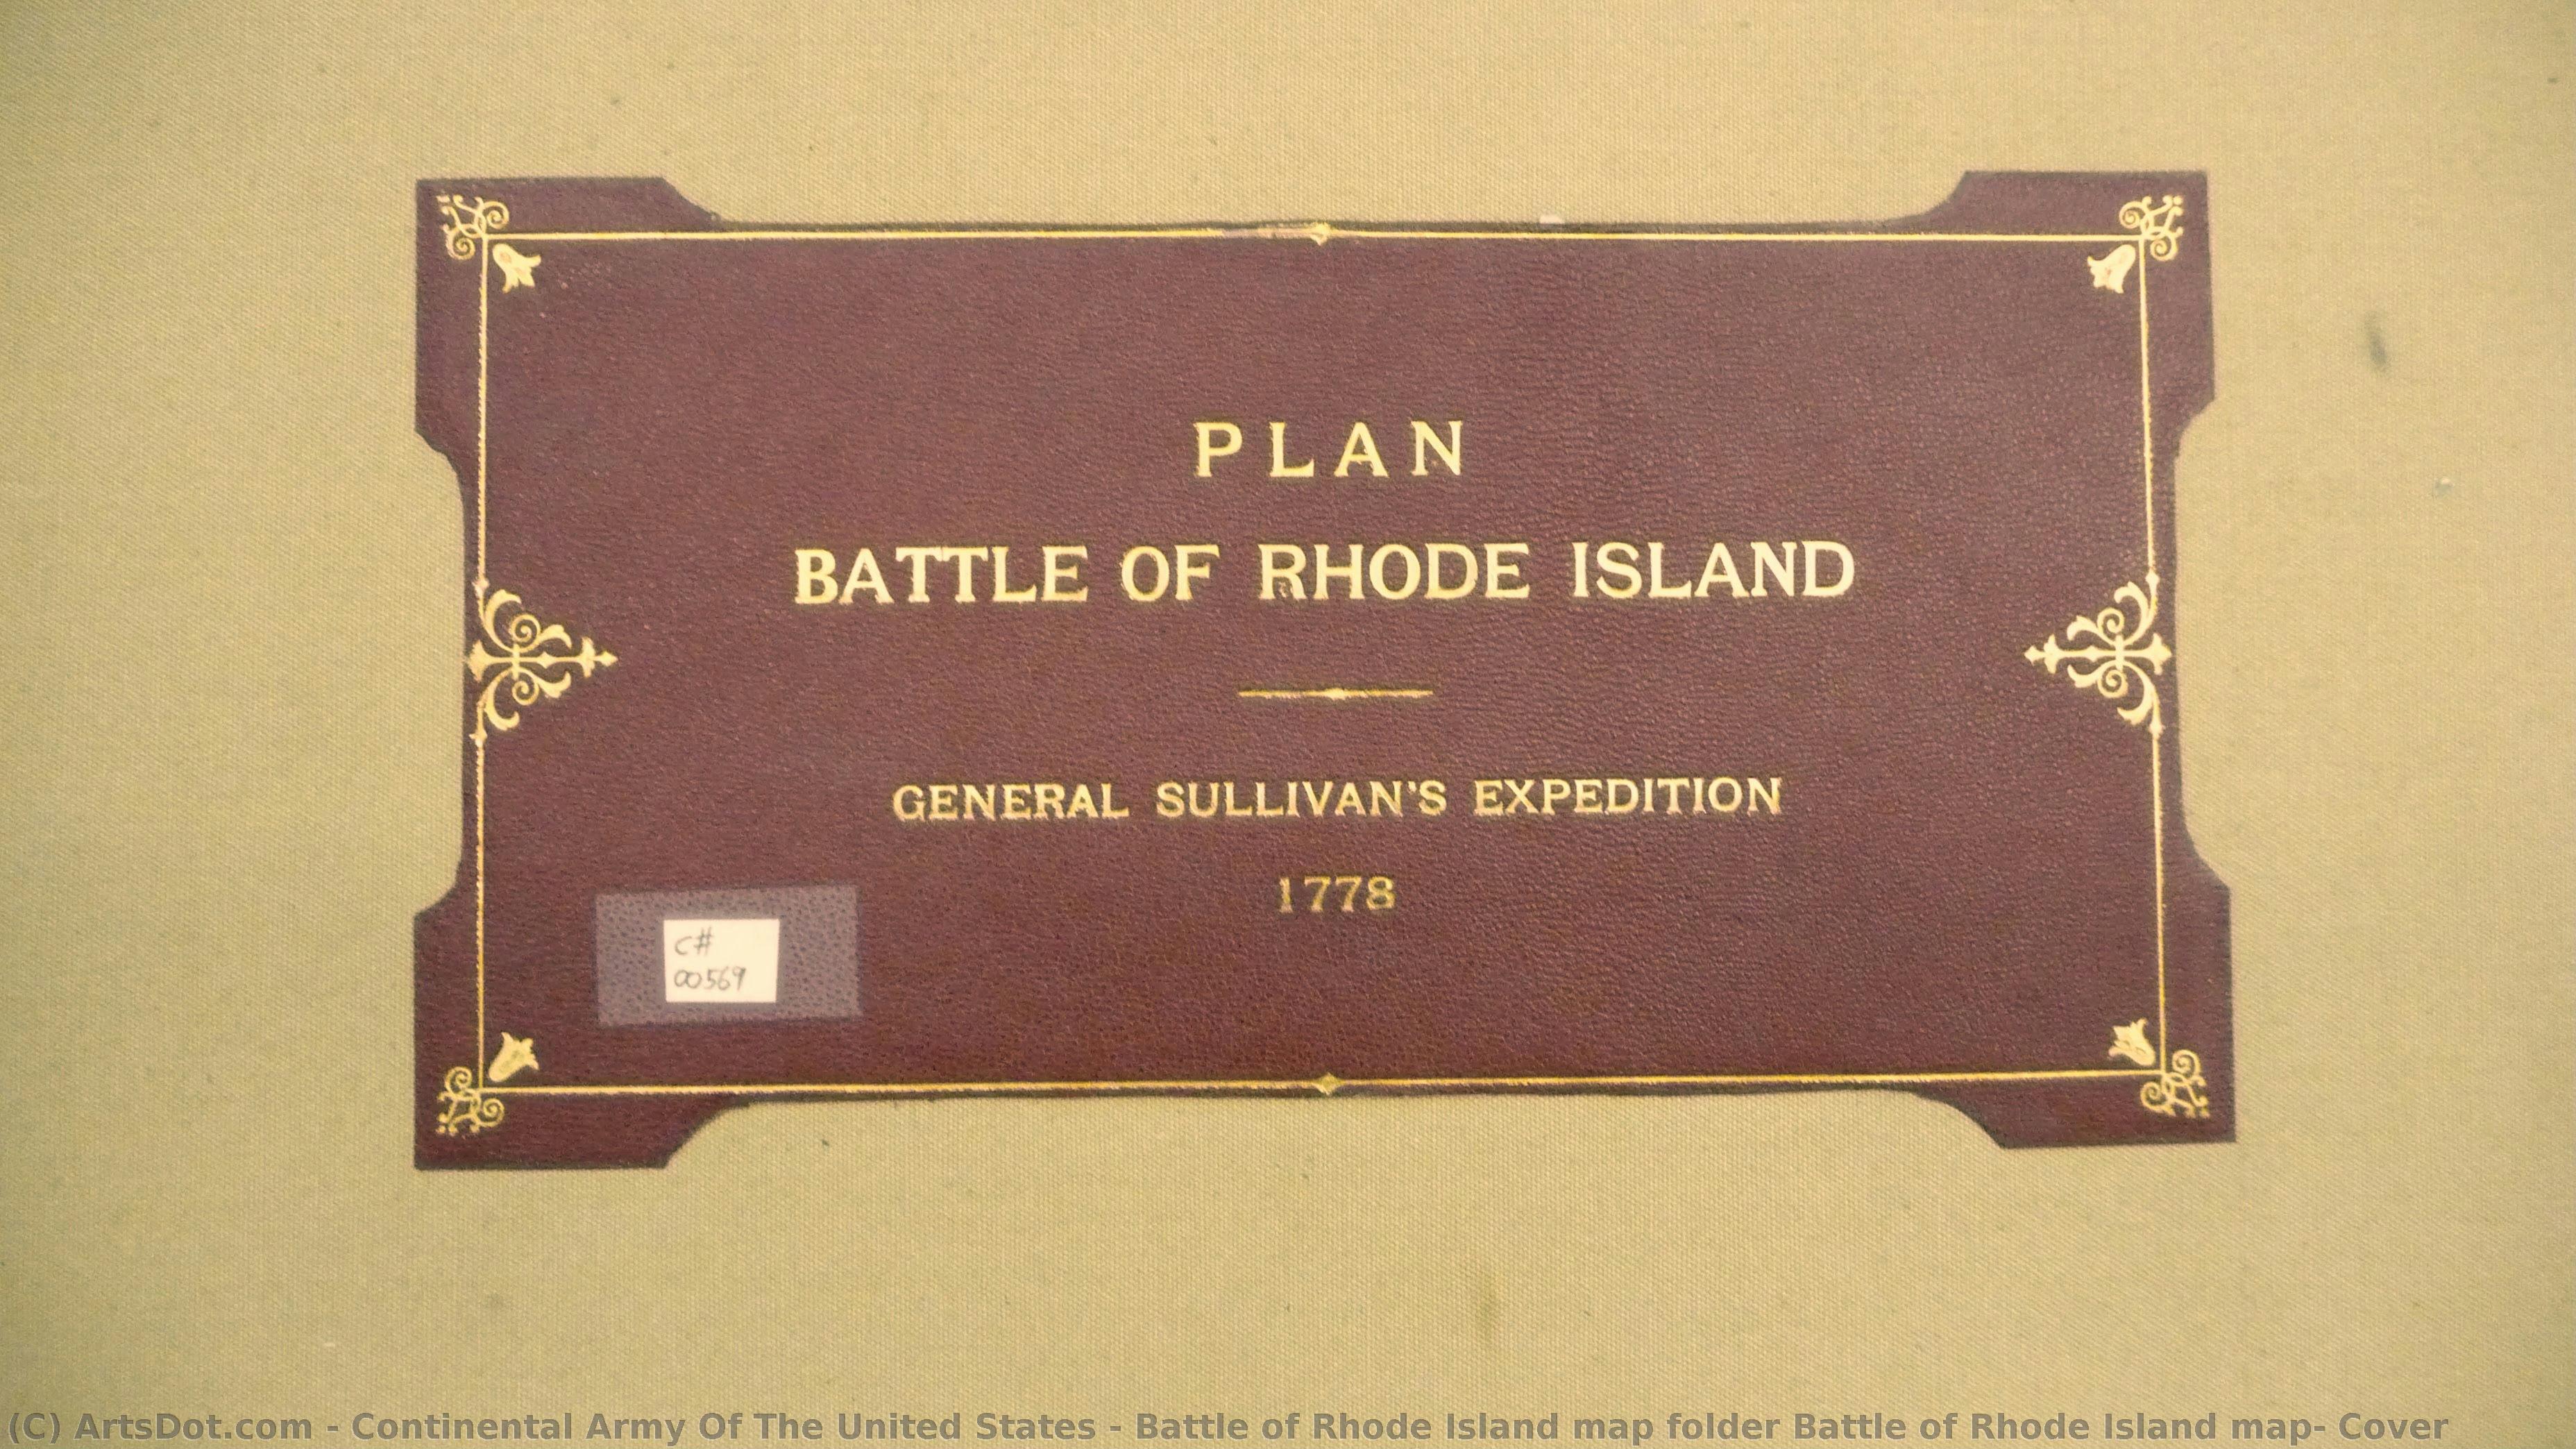 PLAN
BATTLE OF RHODE ISLAND
GENERAL SULLIVAN'S EXPEDITION
1778
C#
00569
(C) ArtsDot.com - Continental Army Of The United States - Battle of Rhode Island map folder Battle of Rhode Island map- Cover